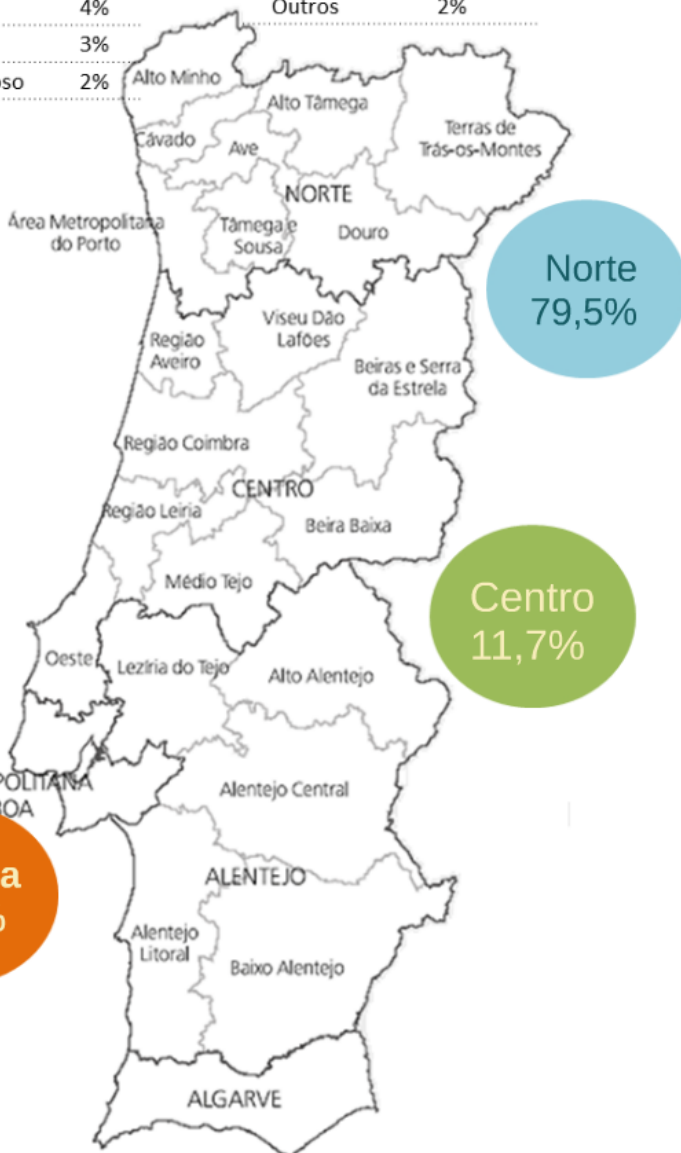 4%
Outros 2%
3%
oso 2%
Alto Minho
Alto Tâmega
Terras de
Trás-os-Montes
Cávado
Ave
NORTE
Área Metropolitana
do Porto
Tâmega e
Sousa
Douro
Norte
79,5%
Viseu Dão
Lafões
Região
Aveiro
Beiras e Serra
da Estrela
Região Coimbra
CENTRO
Região Leiria
Beira Baixa
Médio Tejo
Centro
11,7%
Oeste
Lezíria do Tejo
Alto Alentejo
POLITANA
OA
Alentejo Central
a
%
ALENTEJO
Alentejo
Litoral
Baixo Alentejo
ALGARVE